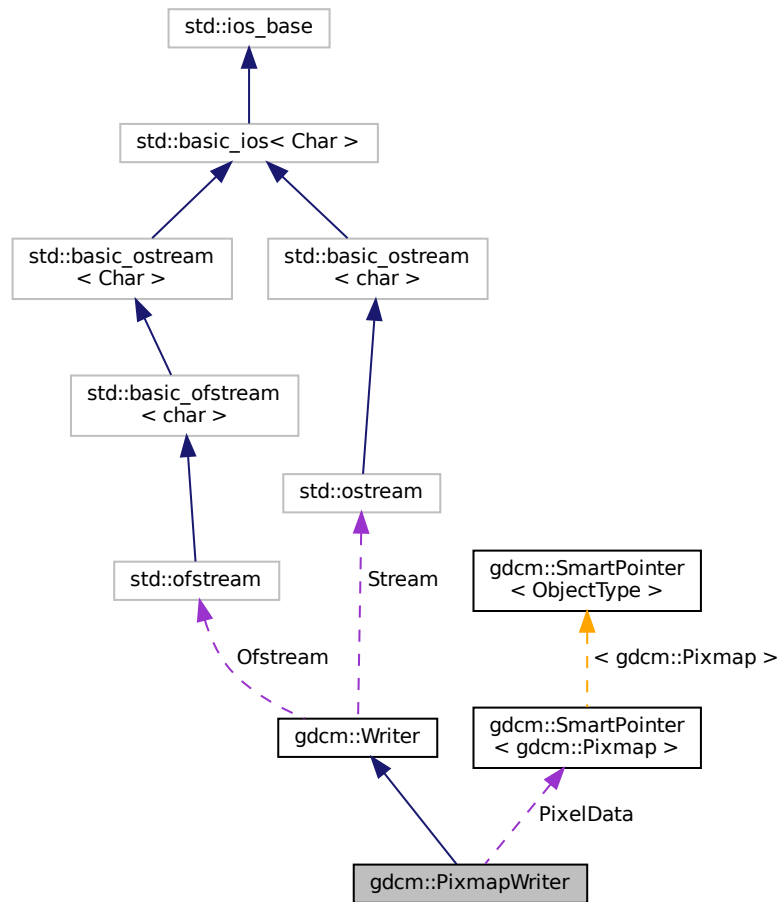 std::ios_base
std::basic_ios< Char >
std::basic_ostream
< Char >
std::basic_ostream
< char >
std::basic_ofstream
< char >
std::ostream
std::ofstream
Stream
gdcm::SmartPointer
< ObjectType >
Ofstream
< gdcm::Pixmap >
gdcm::Writer
gdcm::SmartPointer
< gdcm::Pixmap >
PixelData
gdcm::PixmapWriter